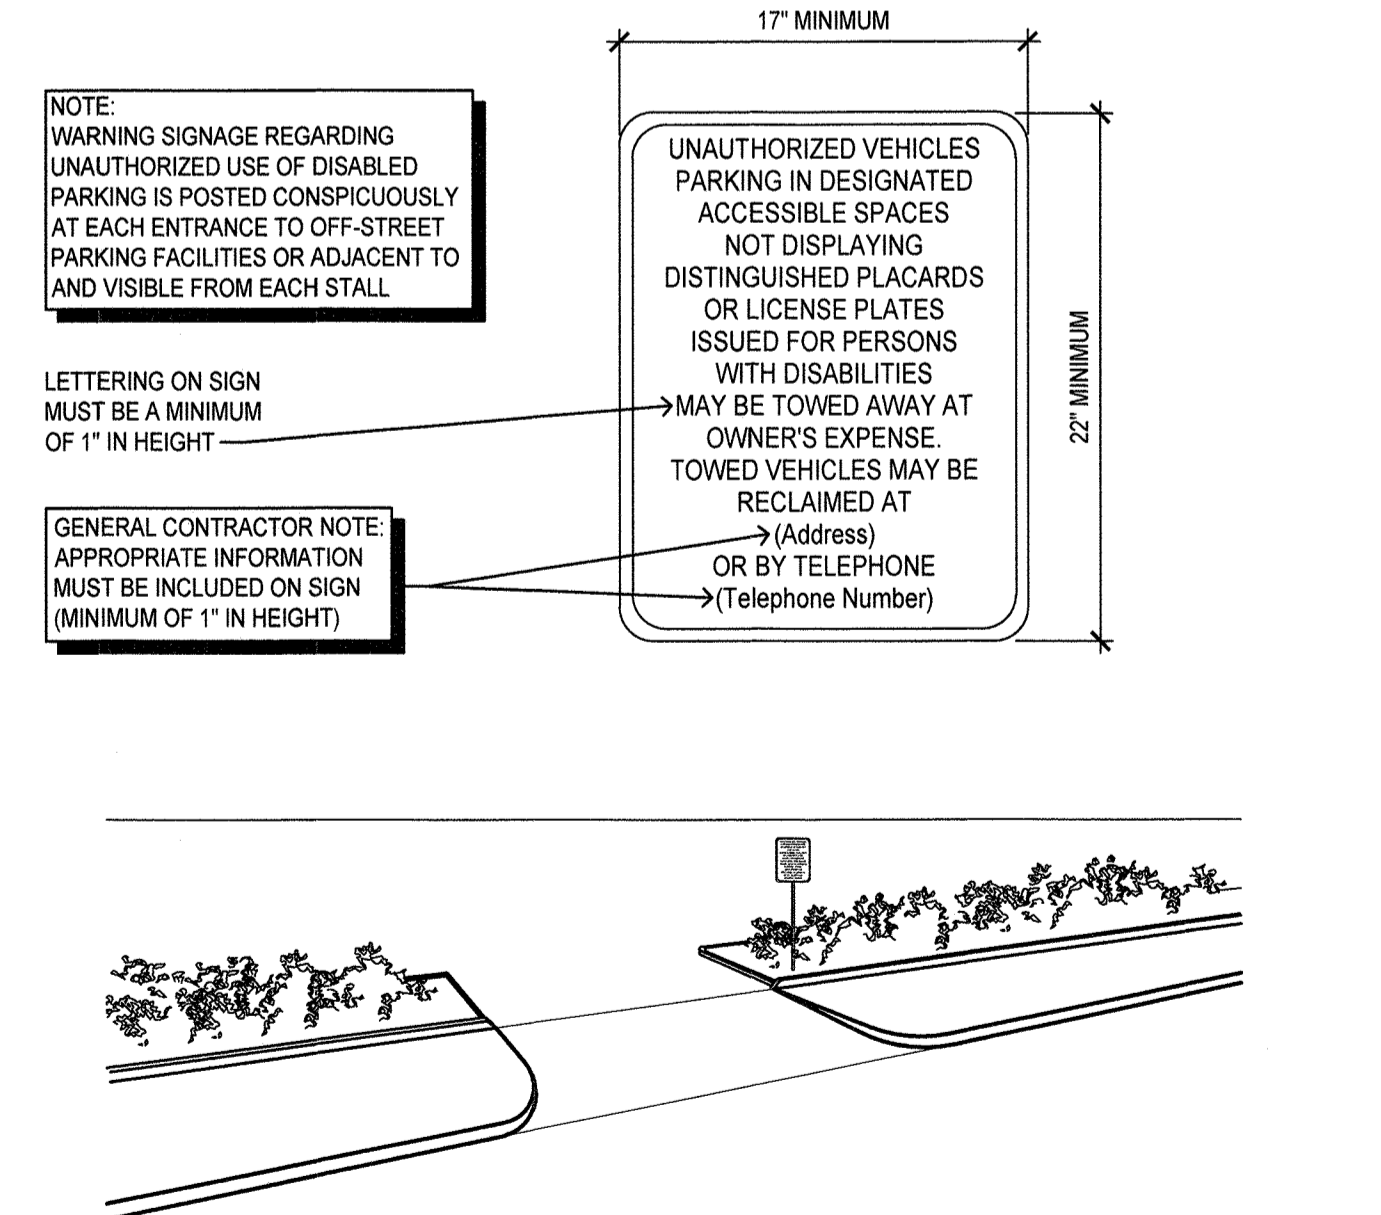 17" MINIMUM
NOTE:
WARNING SIGNAGE REGARDING
UNAUTHORIZED USE OF DISABLED
PARKING IS POSTED CONSPICUOUSLY
AT EACH ENTRANCE TO OFF-STREET
PARKING FACILITIES OR ADJACENT TO
AND VISIBLE FROM EACH STALL
LETTERING ON SIGN
MUST BE A MINIMUM
OF 1" IN HEIGHT
GENERAL CONTRACTOR NOTE:
APPROPRIATE INFORMATION
MUST BE INCLUDED ON SIGN
(MINIMUM OF 1" IN HEIGHT)
UNAUTHORIZED VEHICLES
PARKING IN DESIGNATED
ACCESSIBLE SPACES
NOT DISPLAYING
DISTINGUISHED PLACARDS
OR LICENSE PLATES
ISSUED FOR PERSONS
WITH DISABILITIES
MAY BE TOWED AWAY AT
OWNER'S EXPENSE.
TOWED VEHICLES MAY BE
RECLAIMED AT
(Address)
OR BY TELEPHONE
(Telephone Number)
22" MINIMUM